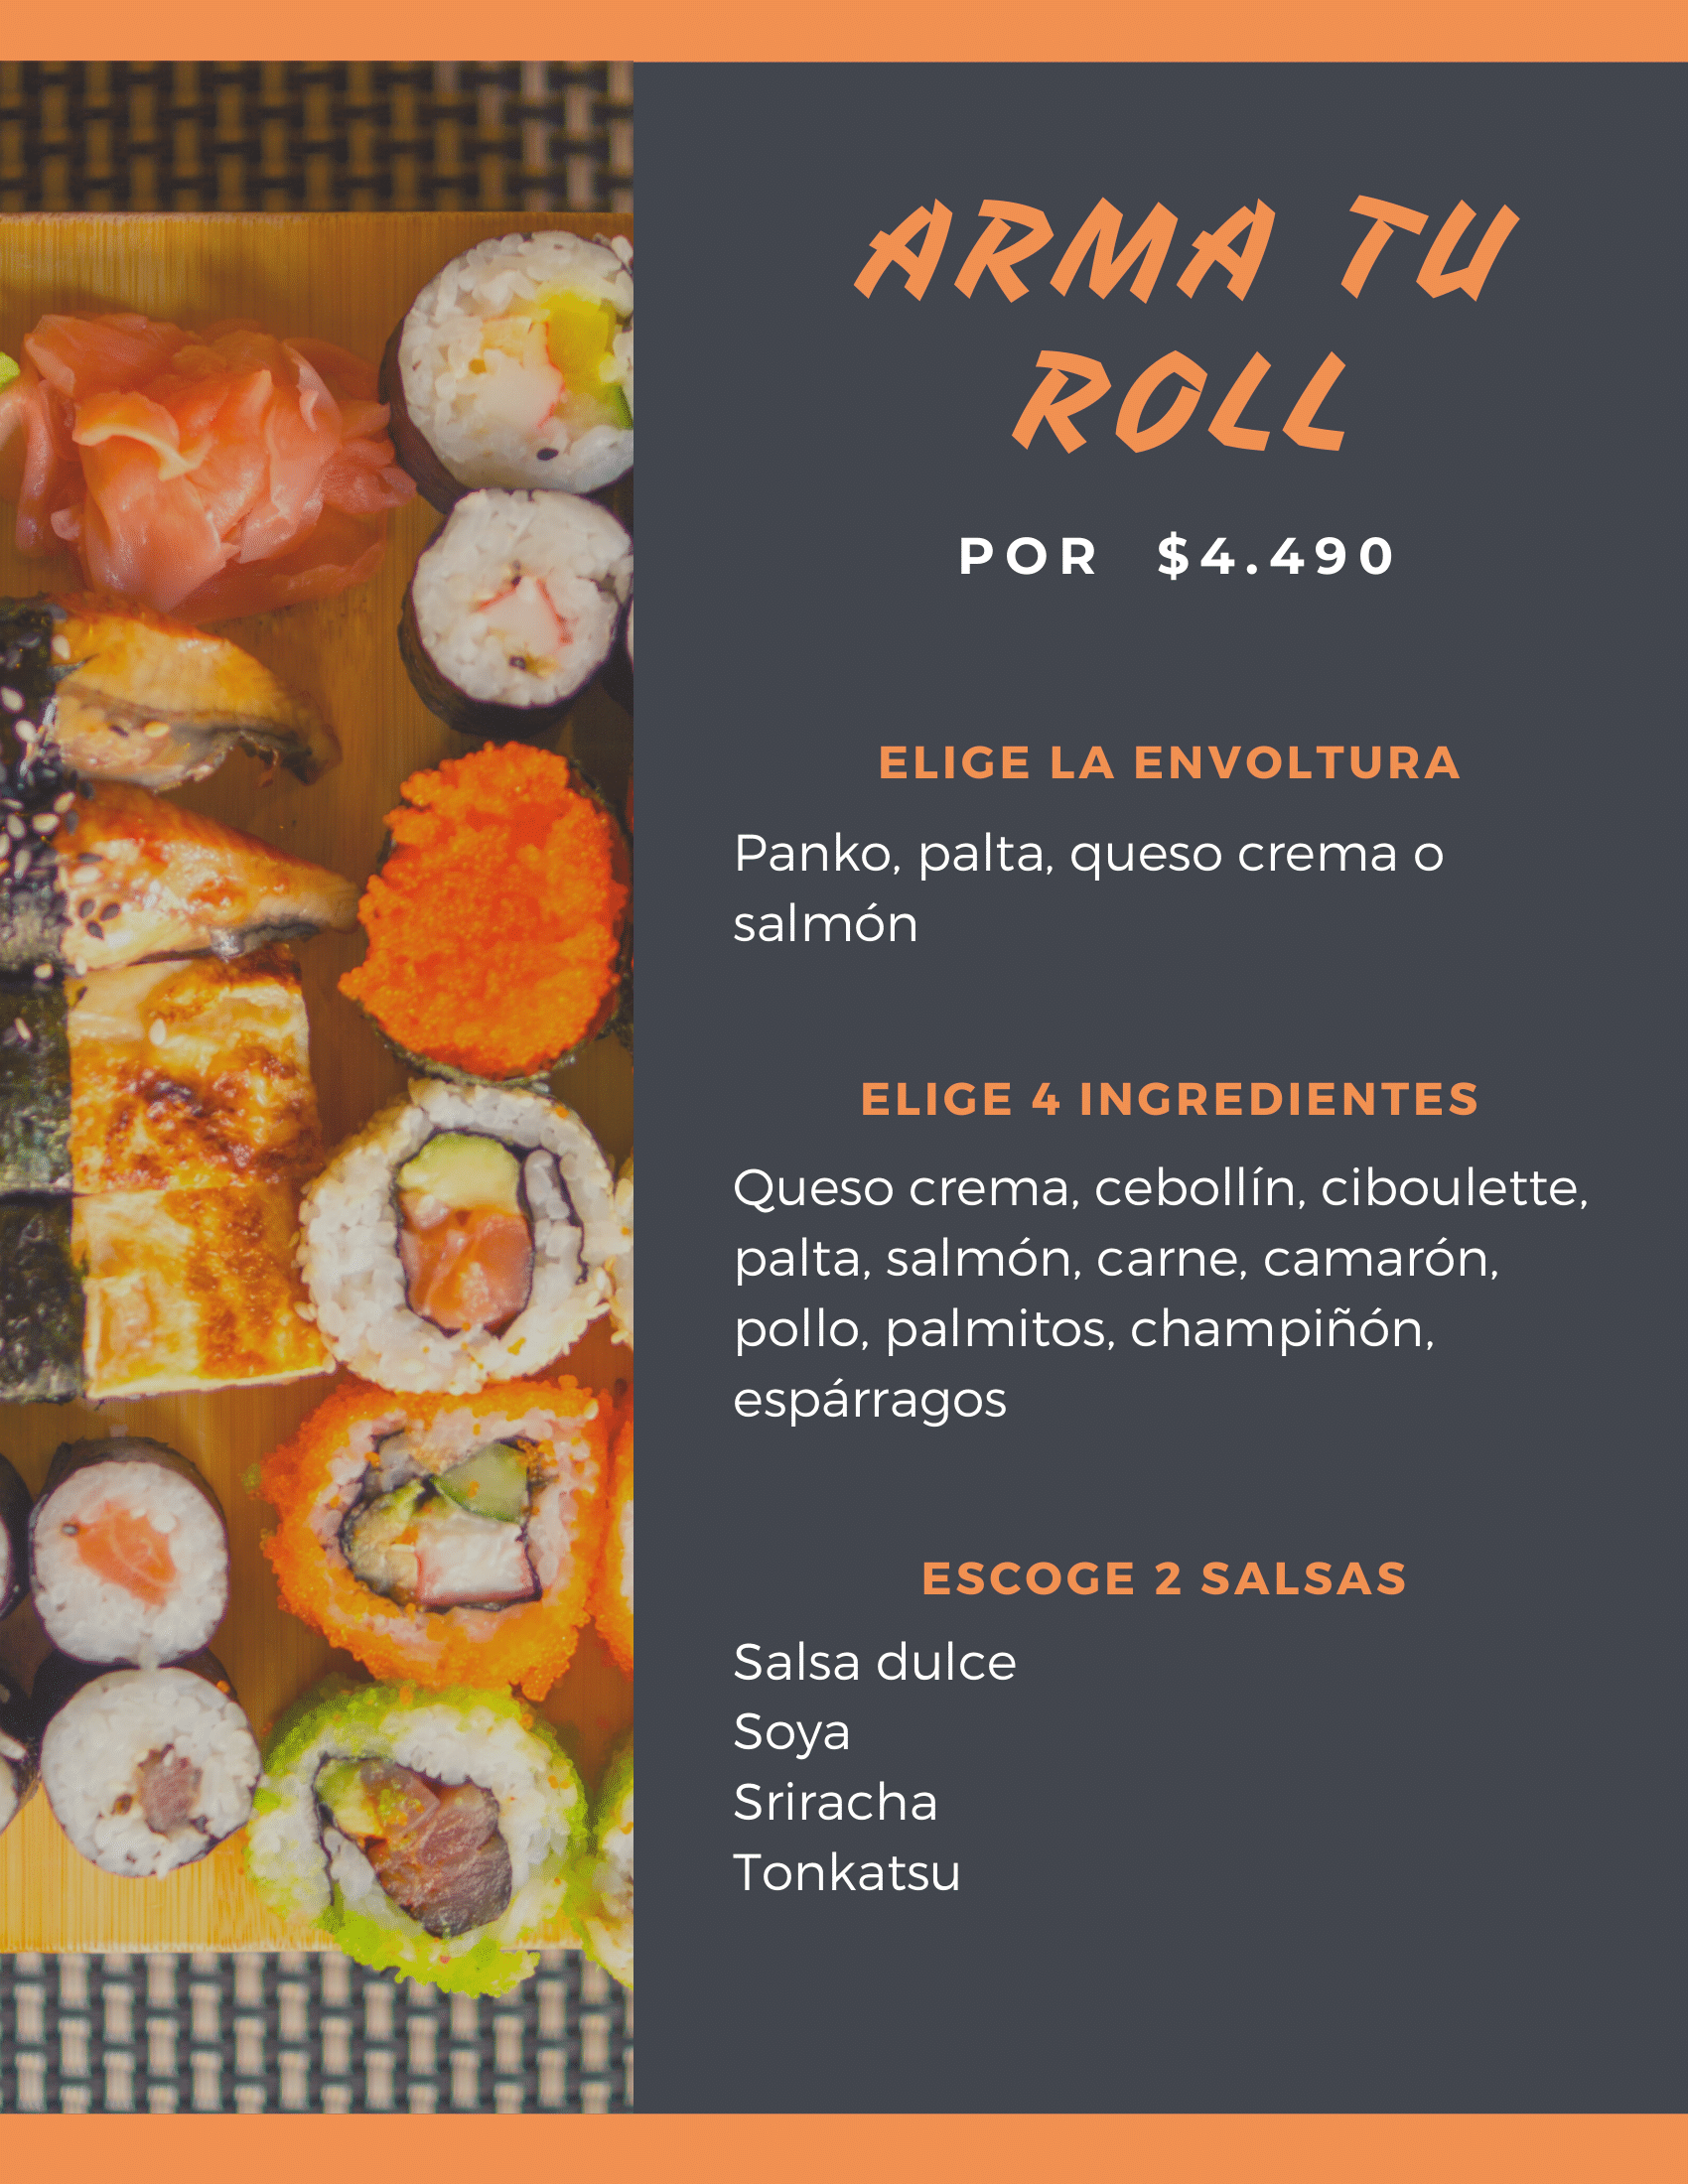 ARMA TU
ROLL
POR $4.490
ELIGE LA ENVOLTURA
Panko, palta, queso crema o
salmón
ELIGE 4 INGREDIENTES
Queso crema, cebollín, ciboulette,
palta, salmón, carne, camarón,
pollo, palmitos, champiñón,
espárragos
ESCOGE 2 SALSAS
Salsa dulce
Soya
Sriracha
Tonkatsu